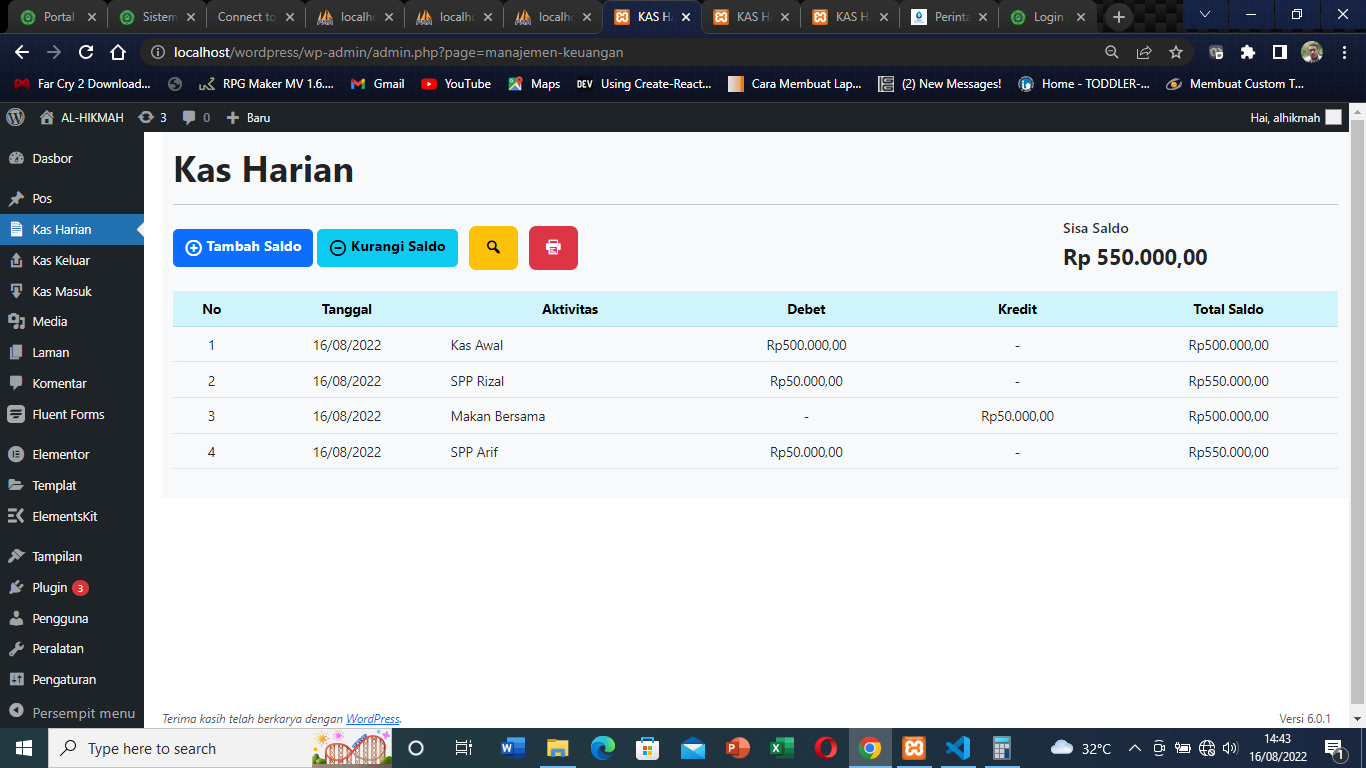 Portal Sistem Connect to localho localho localho KAS HA KAS HA KAS HA Perinta Login
localhost/wordpress/wp-admin/admin.php?page=manajemen-keuangan
Far Cry 2 Download... RPG Maker MV 1.6.... Gmail YouTube Maps DEV Using Create-React... Cara Membuat Lap... (2) New Messages! Home - TODDLER-... Membuat Custom T...
AL-HIKMAH 3 0 Baru Hai, alhikmah
Dasbor
Pos
Kas Harian
Kas Keluar
Kas Masuk
Media
Laman
Komentar
Fluent Forms
Elementor
Templat
ElementsKit
Tampilan
Plugin 3
Pengguna
Peralatan
Pengaturan
Persempit menu
Kas Harian
Tambah Saldo Kurangi Saldo
Sisa Saldo
Rp 550.000,00
No Tanggal Aktivitas Debet Kredit Total Saldo
1 16/08/2022 Kas Awal Rp500.000,00 - Rp500.000,00
2 16/08/2022 SPP Rizal Rp50.000,00 - Rp550.000,00
3 16/08/2022 Makan Bersama - Rp50.000,00 Rp500.000,00
4 16/08/2022 SPP Arif Rp50.000,00 - Rp550.000,00
Terima kasih telah berkarya dengan WordPress. Versi 6.0.1
Type here to search
32°C
14:43
16/08/2022
1